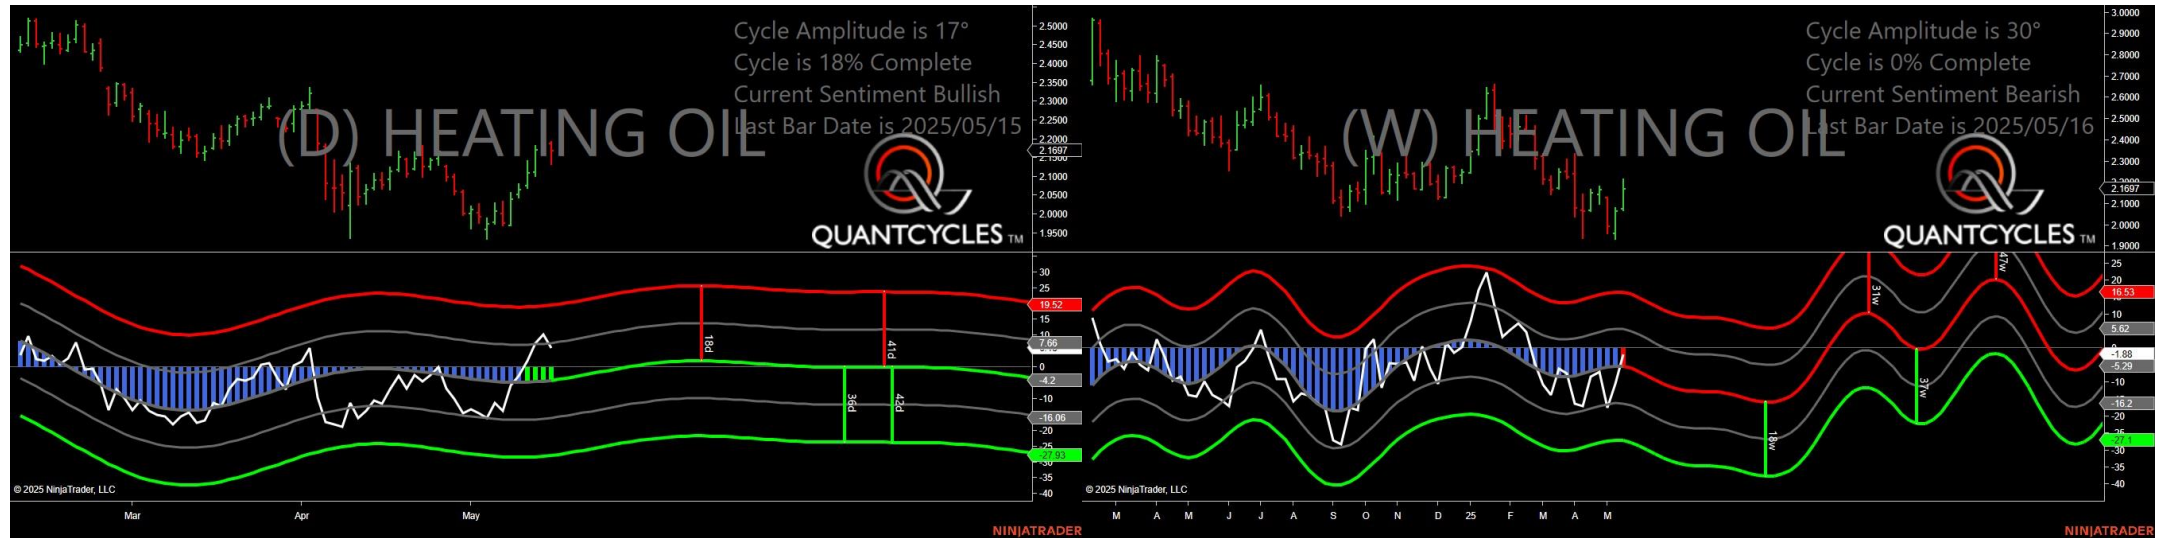 Cycle Amplitude is 17°
Cycle is 18% Complete
Current Sentiment Bullish
Last Bar Date is 2025/05/15
(D) HEATING OIL
QUANTCYCLES TM
2.5000
2.4500
2.4000
2.3500
2.3000
2.2500
2.2000
2.1697
2.1000
2.0500
2.0000
1.9500
30
25
19.52
15
10
7.66
0
-4.2
-10
-16.06
-20
-27.93
-35
-40
18d
41d
36d
42d
© 2025 NinjaTrader, LLC
Mar
Apr
May
NINJATRADER
Cycle Amplitude is 30°
Cycle is 0% Complete
Current Sentiment Bearish
Last Bar Date is 2025/05/16
(W) HEATING OIL
QUANTCYCLES TM
3.0000
2.9000
2.8000
2.7000
2.6000
2.5000
2.4000
2.3000
2.1697
2.1000
2.0000
1.9000
25
20
16.53
10
5.62
-1.88
-5.29
-10
-16.2
-20
-27.1
-30
-35
-40
31w
47w
37w
18w
© 2025 NinjaTrader, LLC
M
A
M
J
J
A
S
O
N
D
25
F
M
A
M
NINJATRADER